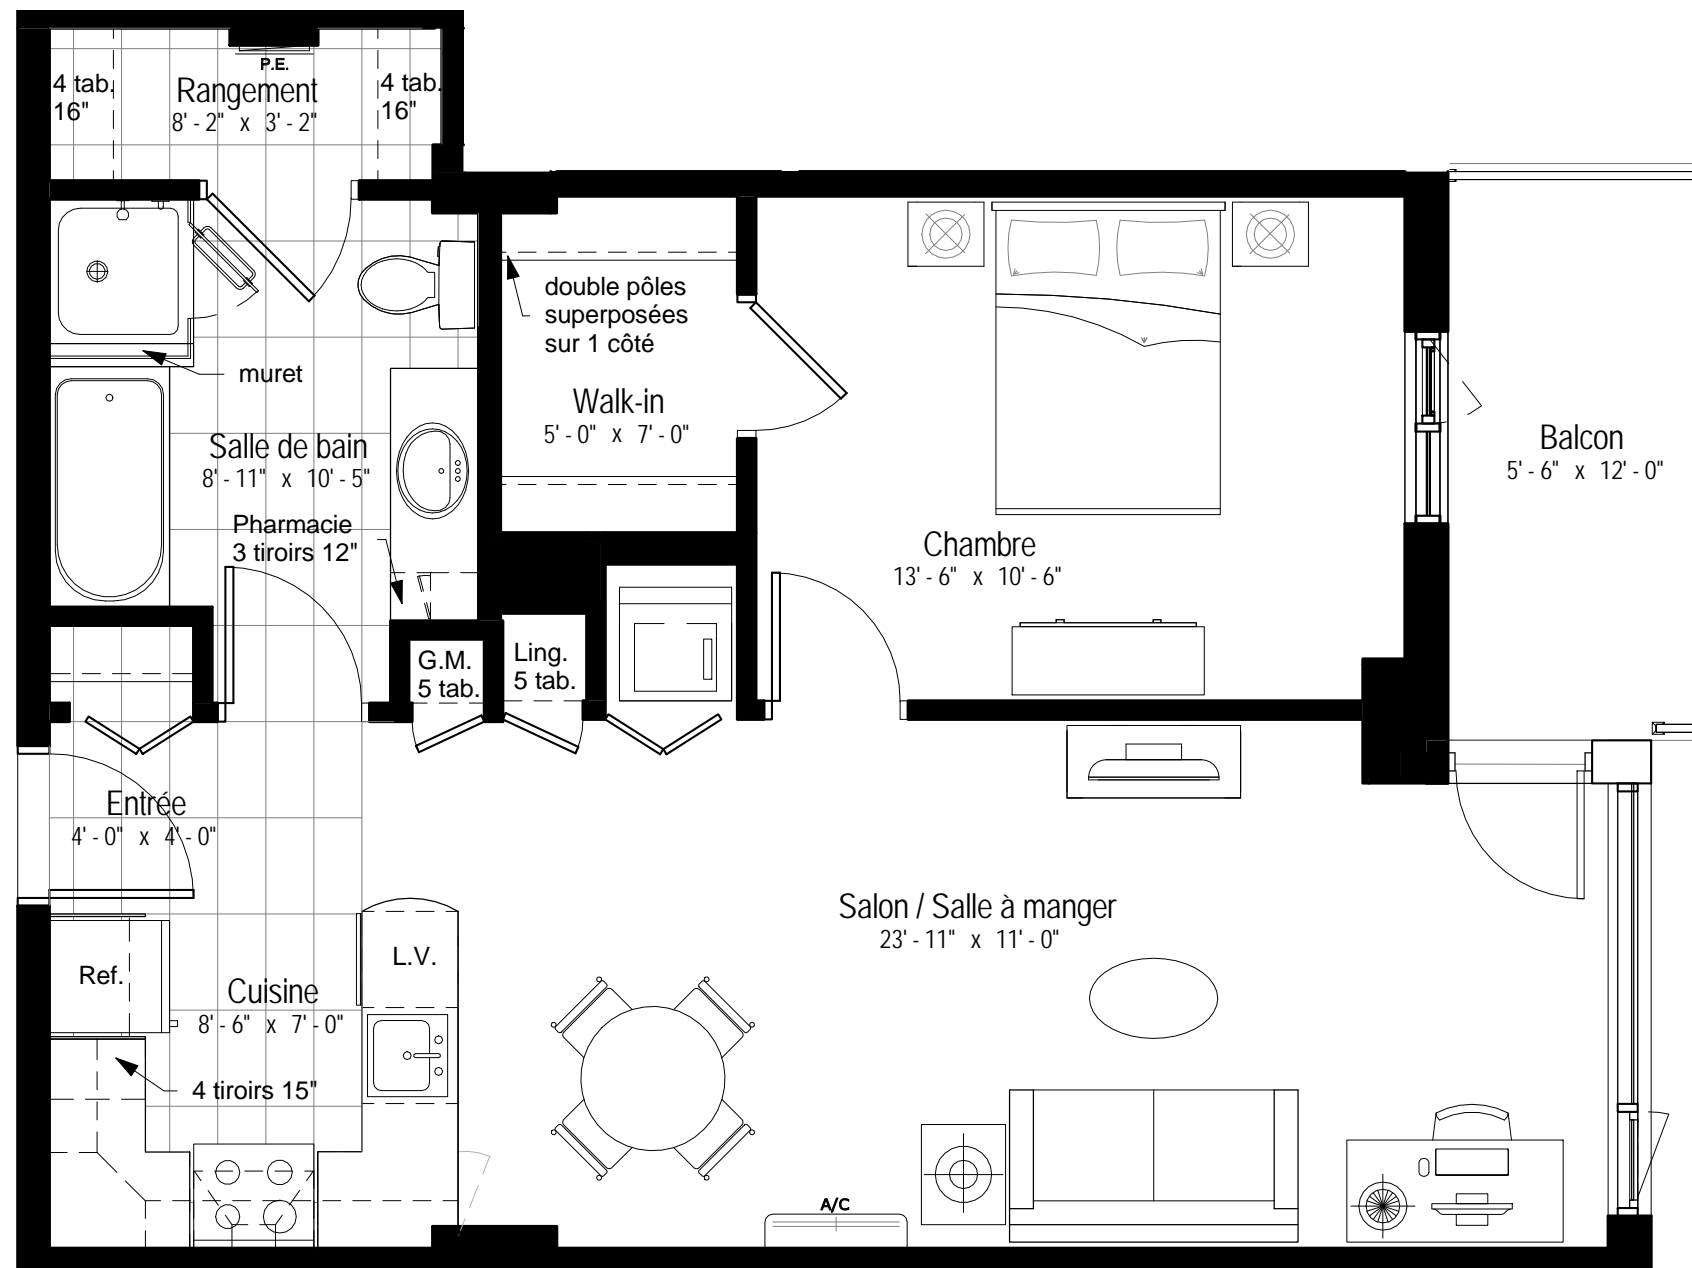 P.E.
4 tab.
16"
Rangement
8' - 2" x 3' - 2"
4 tab.
16"
double pôles
superposées
sur 1 côté
muret
Walk-in
5' - 0" x 7' - 0"
Salle de bain
8' - 11" x 10' - 5"
Pharmacie
3 tiroirs 12"
Balcon
5' - 6" x 12' - 0"
Chambre
13' - 6" x 10' - 6"
G.M.
5 tab.
Ling.
5 tab.
Entrée
4' - 0" x 4' - 0"
Salon / Salle à manger
23' - 11" x 11' - 0"
L.V.
Ref.
Cuisine
8' - 6" x 7' - 0"
4 tiroirs 15"
A/C